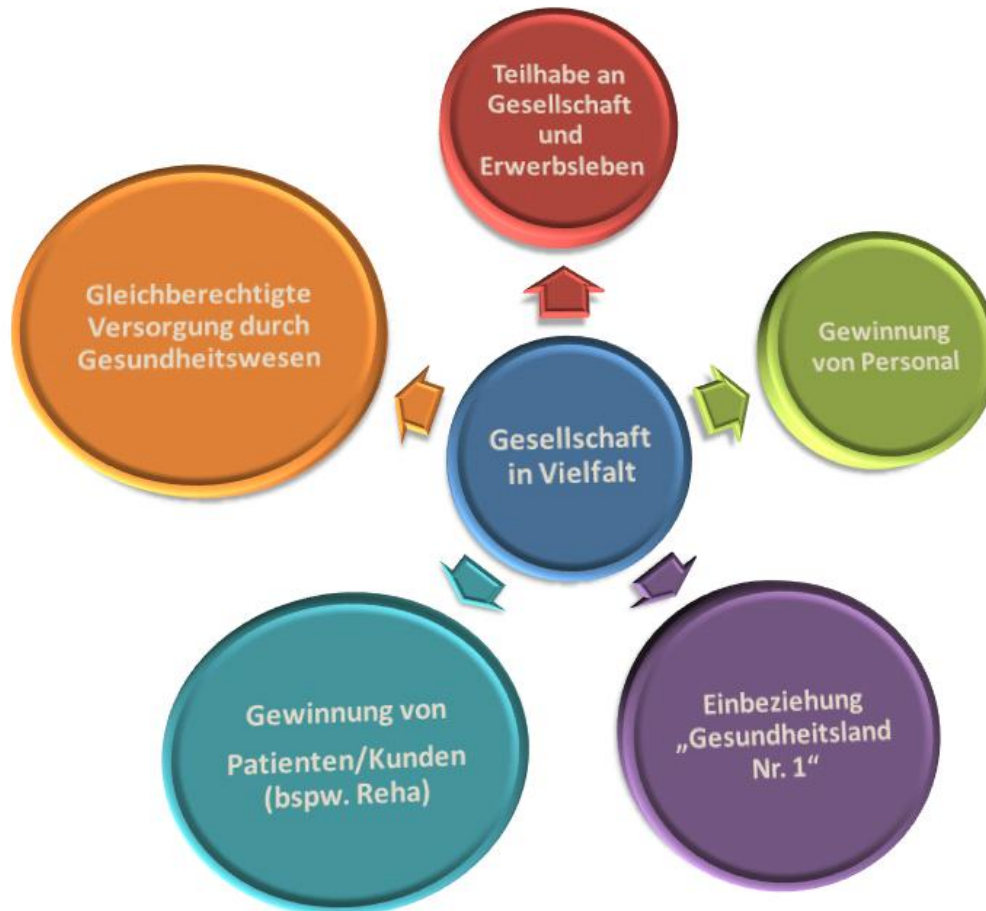 Teilhabe an
Gesellschaft
und
Erwerbsleben
Gleichberechtigte
Versorgung durch
Gesundheitswesen
Gewinnung
von Personal
Gesellschaft
in Vielfalt
Gewinnung von
Patienten/Kunden
(bspw. Reha)
Einbeziehung
„Gesundheitsland
Nr. 1“